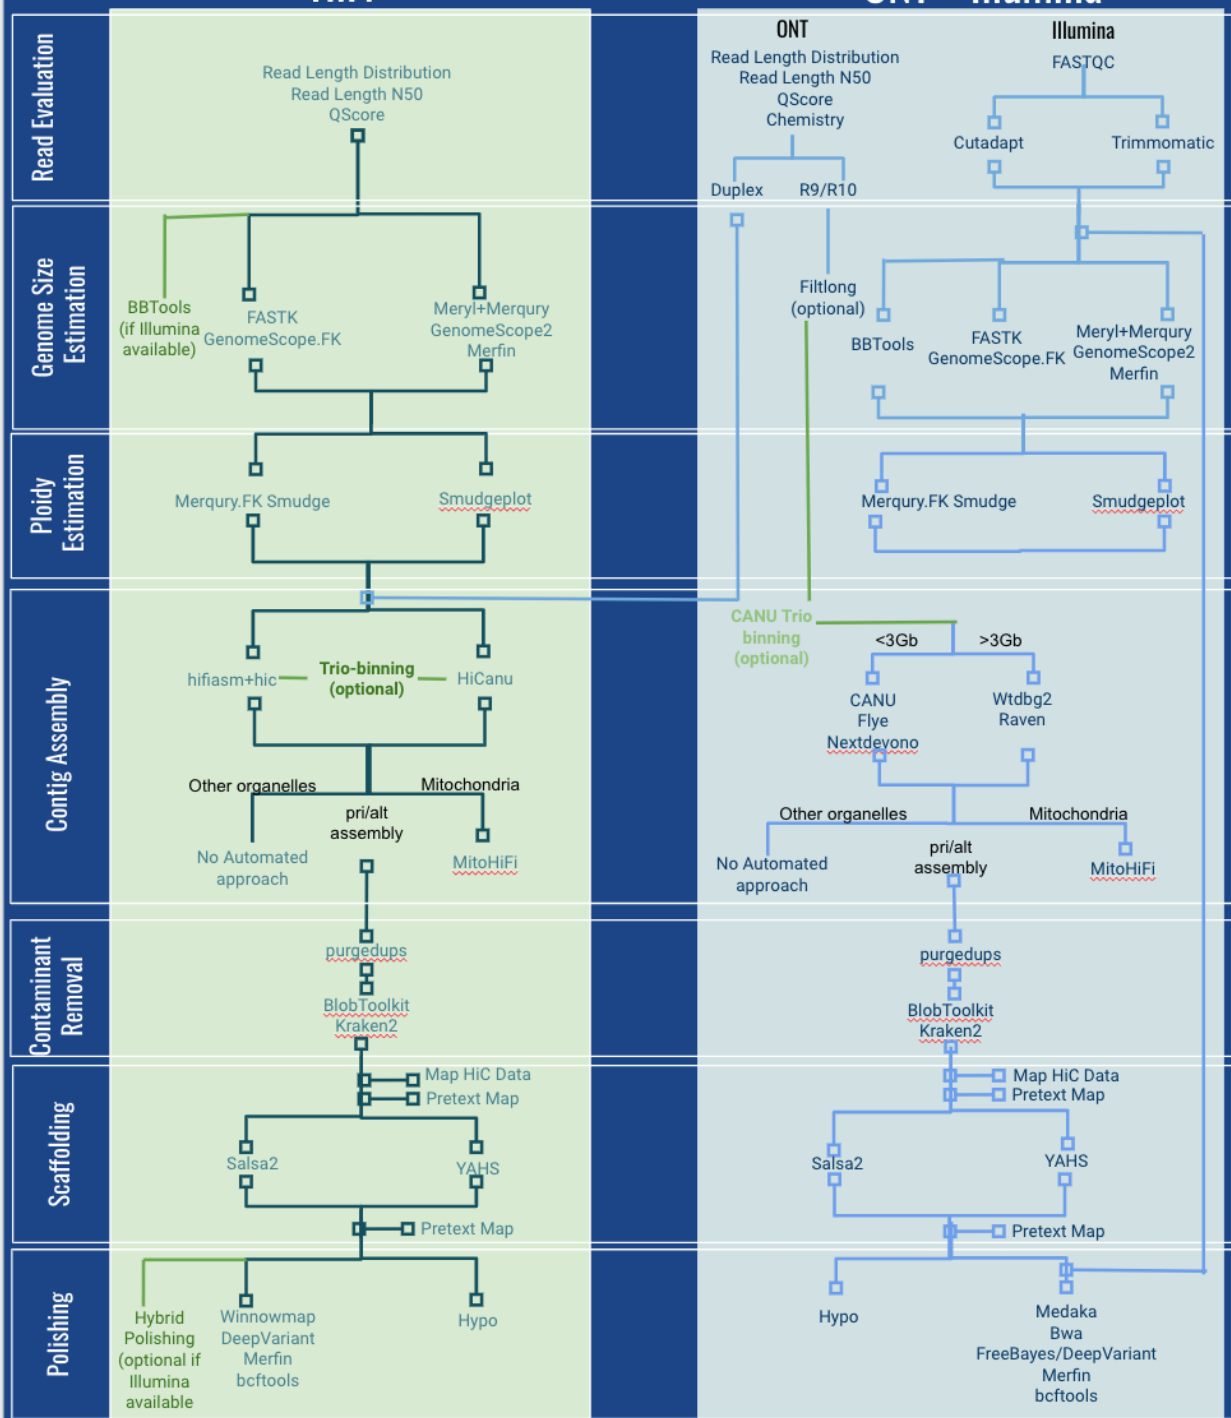 Read Evaluation
Read Length Distribution
Read Length N50
QScore
ONT
Read Length Distribution
Read Length N50
QScore
Chemistry
Duplex
R9/R10
Illumina
FASTQC
Cutadapt
Trimmomatic
Genome Size
Estimation
BBTools
(if Illumina
available)
FASTK
GenomeScope.FK
Meryl+Merqury
GenomeScope2
Merfin
Filtlong
(optional)
BBTools
FASTK
GenomeScope.FK
Meryl+Merqury
GenomeScope2
Merfin
Ploidy
Estimation
Merqury.FK Smudge
Smudgeplot
Merqury.FK Smudge
Smudgeplot
Contig Assembly
hifiasm+hic
Trio-binning
(optional)
HiCanu
Other organelles
Mitochondria
pri/alt
assembly
No Automated
approach
MitoHiFi
CANU Trio
binning
(optional)
<3Gb
>3Gb
CANU
Flye
Nextdevono
Wtdbg2
Raven
Other organelles
Mitochondria
pri/alt
assembly
No Automated
approach
MitoHiFi
Contaminant
Removal
purgedups
BlobToolkit
Kraken2
purgedups
BlobToolkit
Kraken2
Scaffolding
Map HiC Data
Pretext Map
Salsa2
YAHS
Pretext Map
Map HiC Data
Pretext Map
Salsa2
YAHS
Pretext Map
Polishing
Hybrid
Polishing
(optional if
Illumina
available
Winnowmap
DeepVariant
Merfin
bcftools
Hypo
Hypo
Medaka
Bwa
FreeBayes/DeepVariant
Merfin
bcftools